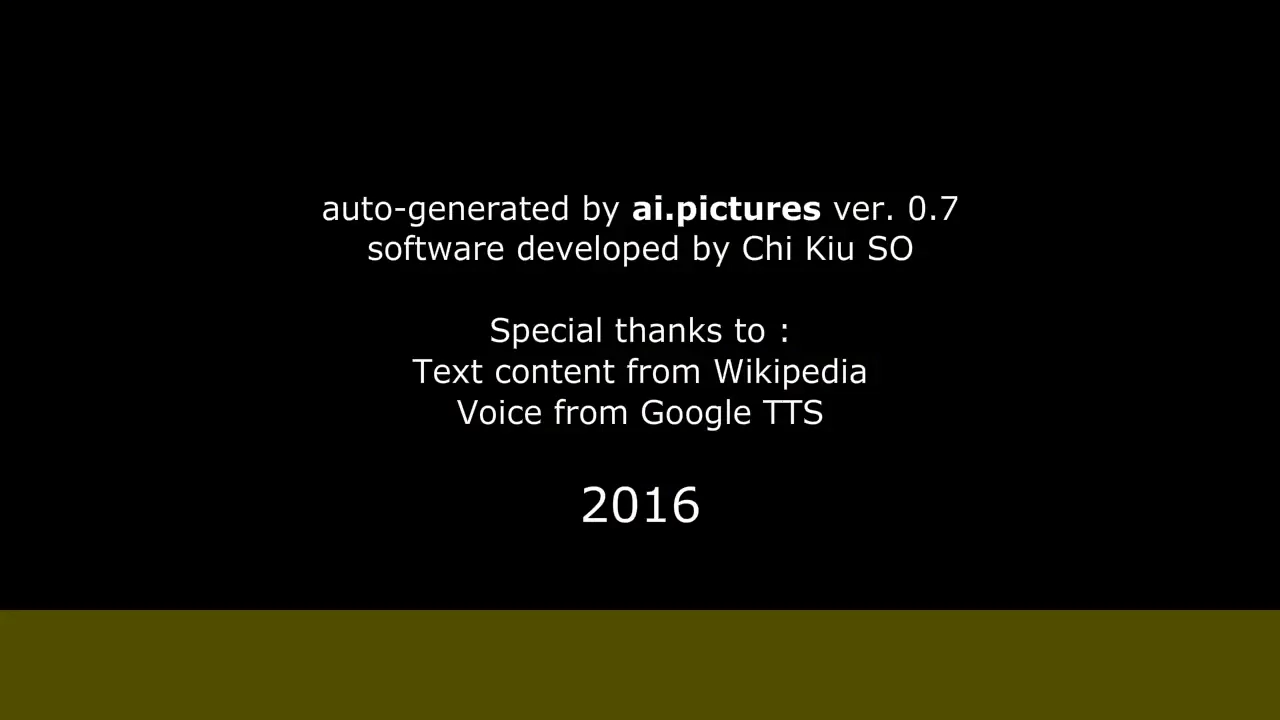 auto-generated by ai.pictures ver. 0.7
software developed by Chi Kiu SO
Special thanks to :
Text content from Wikipedia
Voice from Google TTS
2016